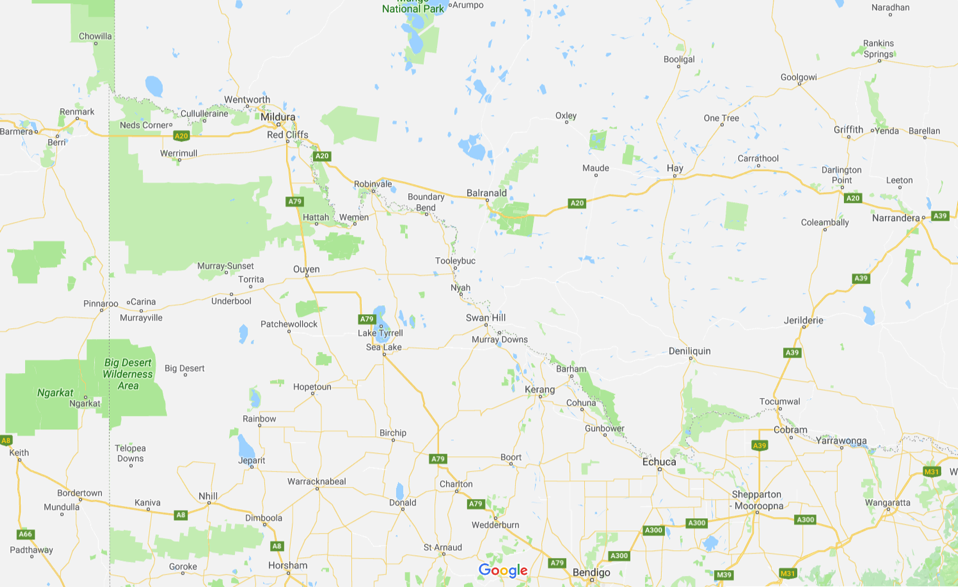 Mungo
National Park
Arumpo
Naradhan
Chowilla
Rankins
Springs
Booligal
Goolgowi
Wentworth
Renmark
Cullulleraine
Mildura
Oxley
One Tree
Neds Corner
Barmera
Red Cliffs
Griffith
Yenda
Barellan
A20
Berri
Werrimull
A20
Carrathool
Maude
Hay
Darlington
Point
Leeton
Robinvale
Balranald
Boundary
Bend
A79
A20
A20
Hattah
Wemen
Narrandera
A39
Coleambally
Tooleybuc
Murray-Sunset
Ouyen
Torrita
A39
Nyah
Underbool
Pinnaroo
Carina
Murrayville
Patchewollock
A79
Swan Hill
Jerilderie
Lake Tyrrell
Murray Downs
Sea Lake
A39
Deniliquin
Big Desert
Wilderness
Area
Big Desert
Barham
Hopetoun
Kerang
Ngarkat
Ngarkat
Cohuna
Tocumwal
Rainbow
Gunbower
Cobram
Birchip
A8
Keith
Telopea
Downs
A39
Yarrawonga
Jeparit
A79
Boort
Echuca
M31
W
Warracknabeal
Charlton
Bordertown
Nhill
Kaniva
Shepparton
Mooroopna
Mundulla
Donald
A79
Wangaratta
A8
Dimboola
Wedderburn
A300
A300
A300
A66
Padthaway
A8
St Arnaud
A300
Goroke
Horsham
Google
A79
Bendigo
M39
M31